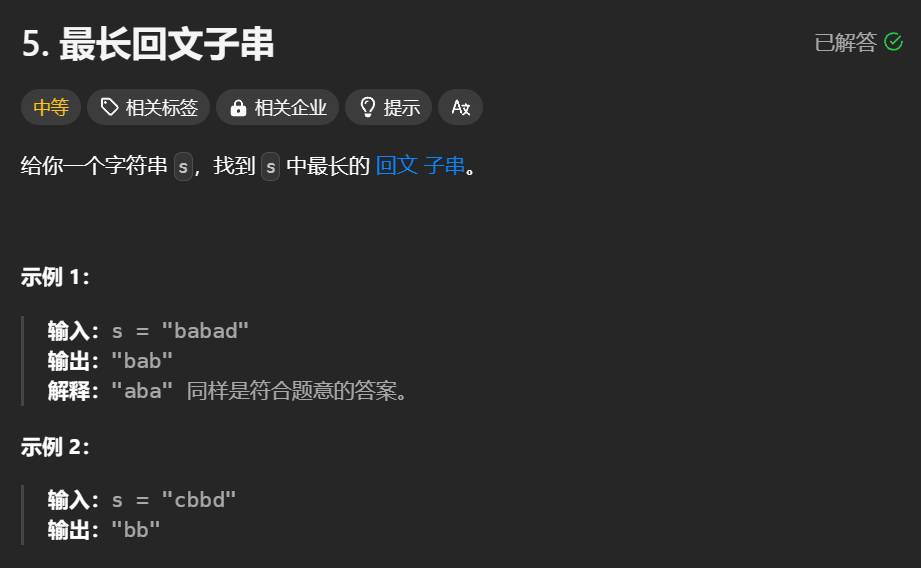 5. 最长回文子串
已解答
中等 相关标签 相关企业 提示
给你一个字符串 s，找到 s 中最长的 回文 子串。
示例 1：
输入：s = "babad"
输出："bab"
解释："aba" 同样是符合题意的答案。
示例 2：
输入：s = "cbbd"
输出："bb"